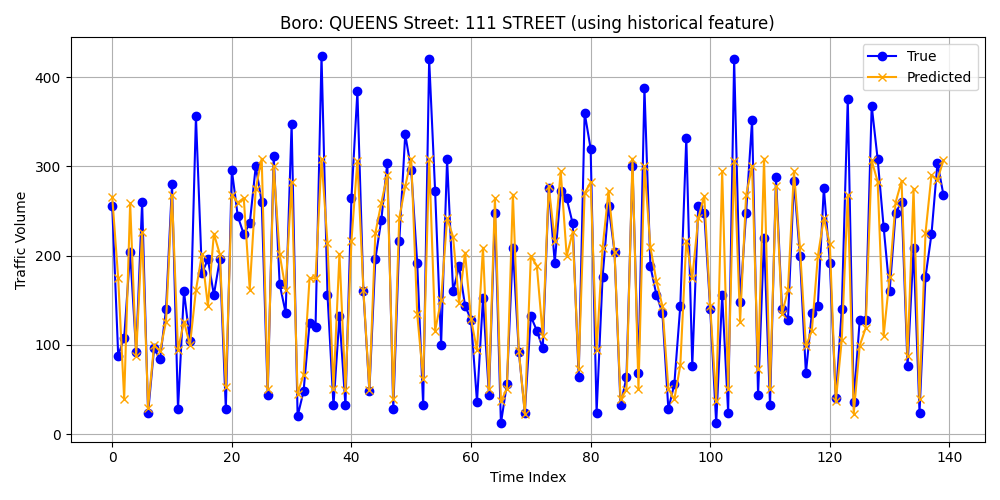 Boro: QUEENS Street: 111 STREET (using historical feature)
True
Predicted
Traffic Volume
400
300
200
100
0
0 20 40 60 80 100 120 140
Time Index